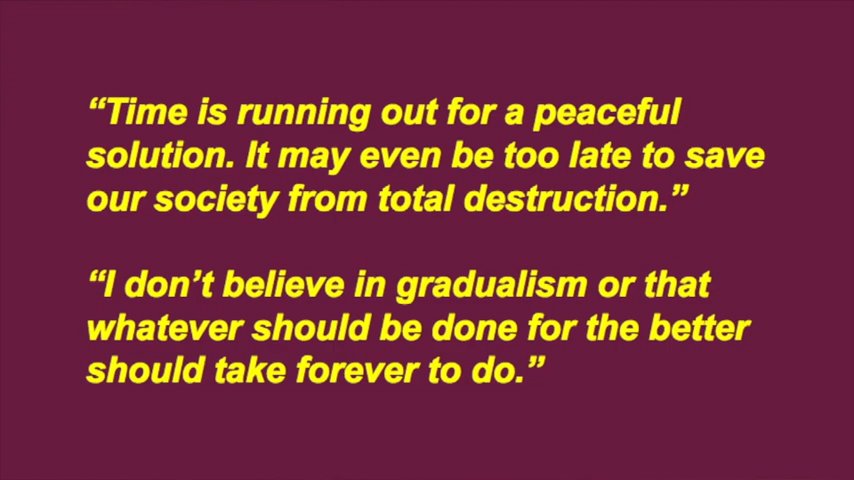 “Time is running out for a peaceful
solution. It may even be too late to save
our society from total destruction.”
“I don’t believe in gradualism or that
whatever should be done for the better
should take forever to do.”